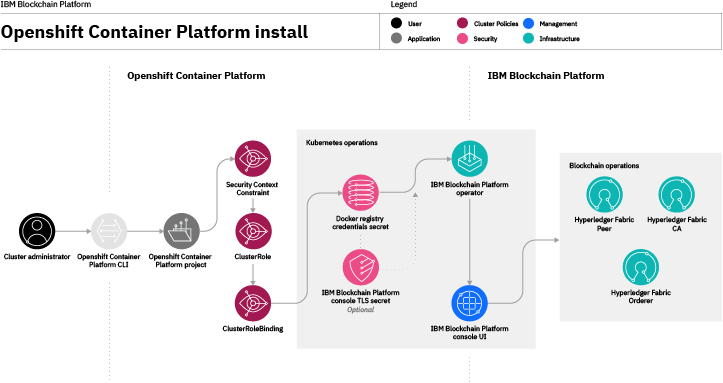 IBM Blockchain Platform
Openshift Container Platform install
Legend
User
Cluster Policies
Management
Application
Security
Infrastructure
Openshift Container Platform
IBM Blockchain Platform
Kubernetes operations
Security Context
Constraint
IBM Blockchain Platform
operator
Blockchain operations
Docker registry
credentials secret
Hyperledger Fabric
Peer
Hyperledger Fabric
CA
Cluster administrator
Openshift Container
Platform CLI
Openshift Container
Platform project
ClusterRole
IBM Blockchain Platform
console TLS secret
Optional
Hyperledger Fabric
Orderer
ClusterRoleBinding
IBM Blockchain Platform
console UI